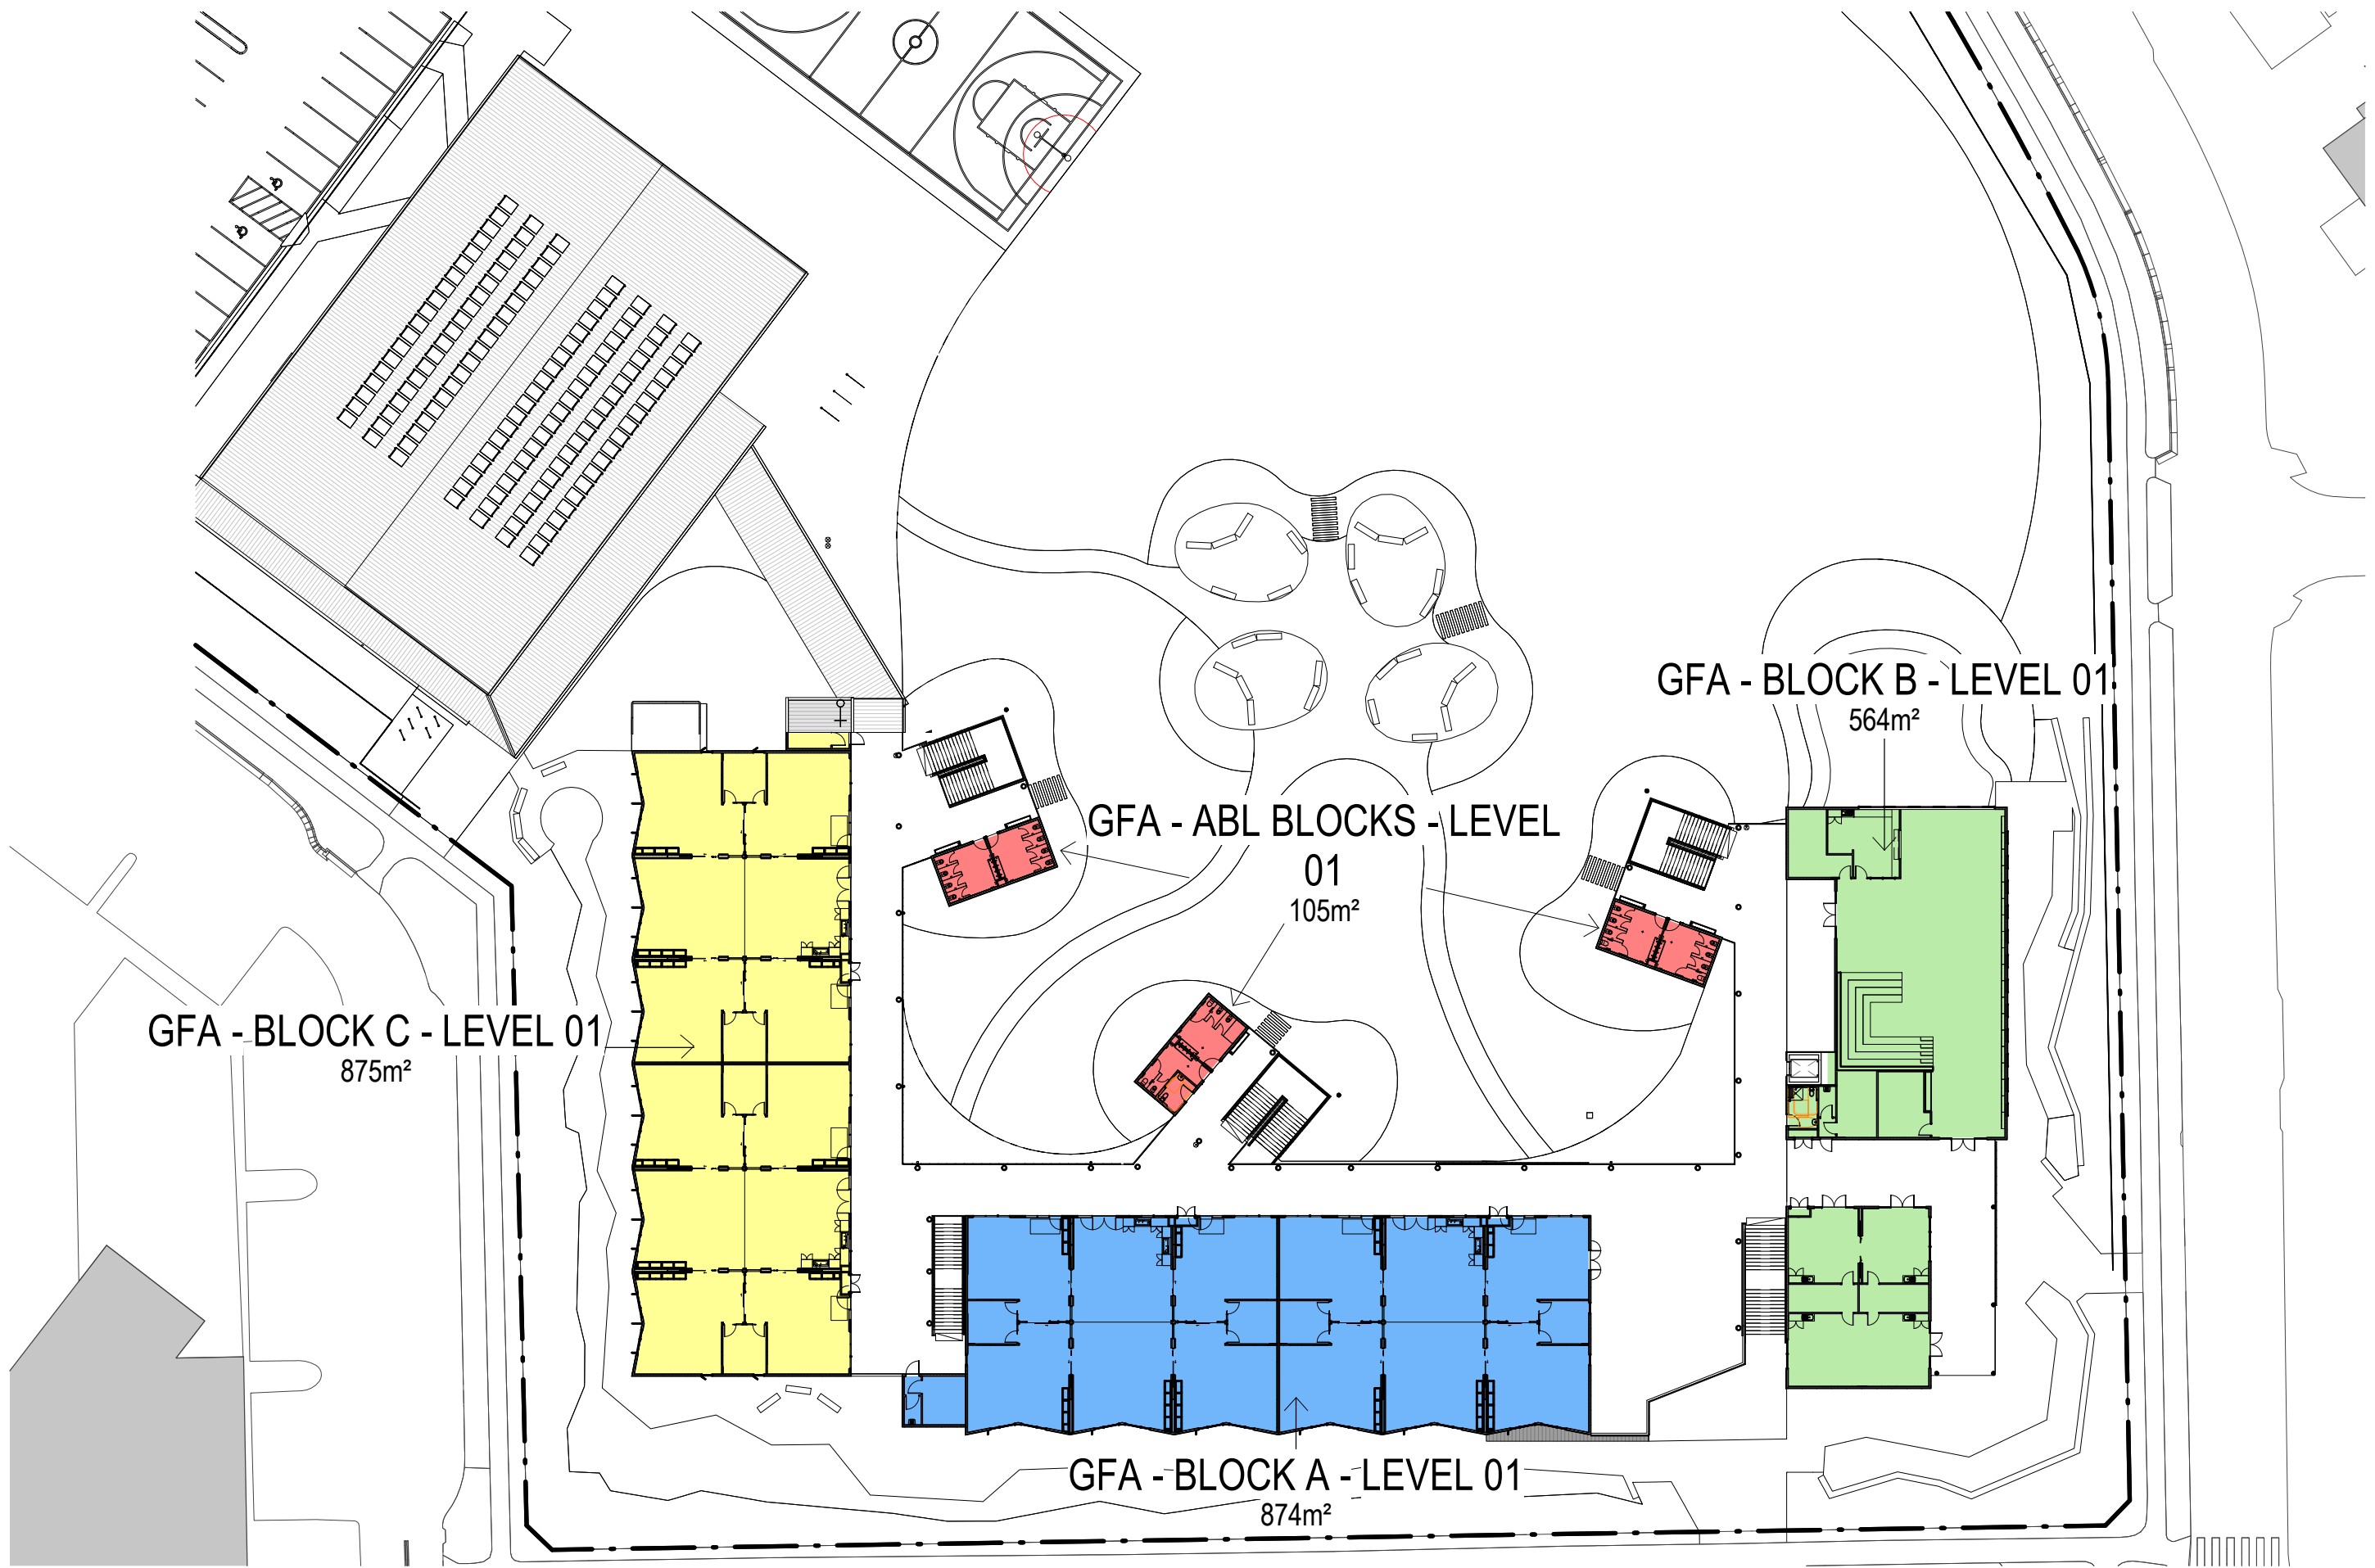 GFA - BLOCK B - LEVEL 01
564m²
GFA - ABL BLOCKS - LEVEL
01
105m²
GFA - BLOCK C - LEVEL 01
875m²
GFA - BLOCK A - LEVEL 01
874m²